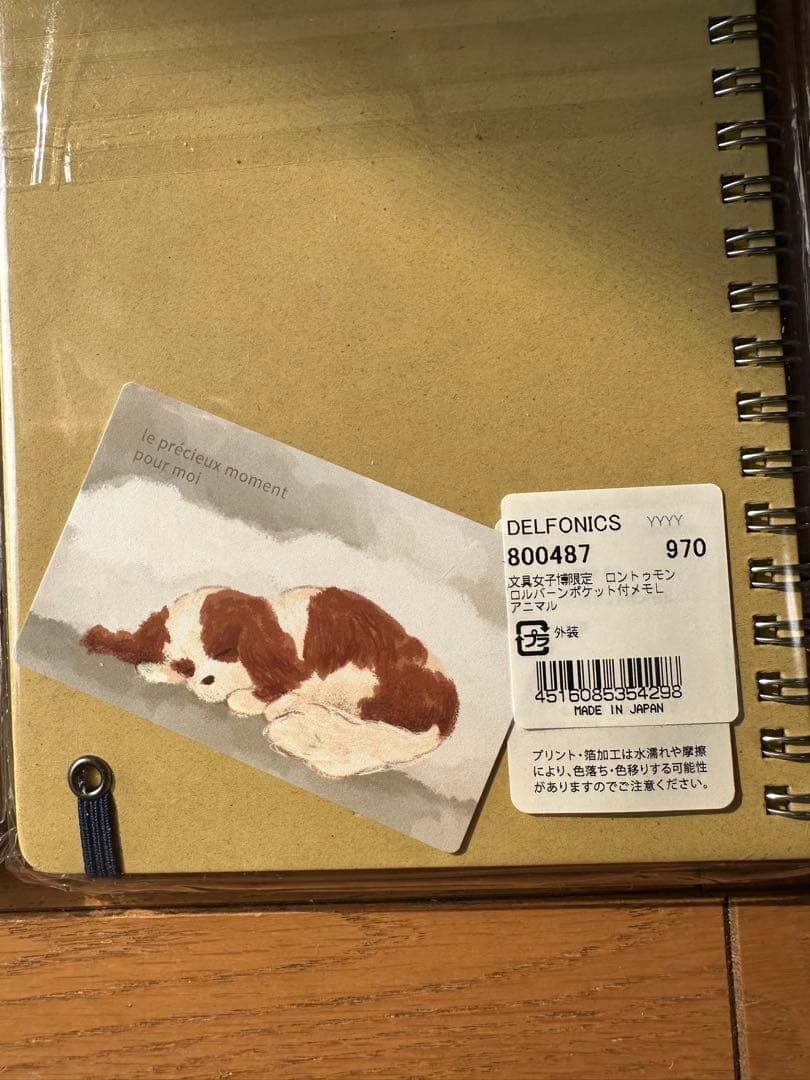 le précieux moment
pour moi
DELFONICS YYYY
800487 970
文具女子博限定 ロントゥモン
ロルバーンポケット付メモL
アニマル
プラ 外装
4516085354298
MADE IN JAPAN
プリント・箔加工は水濡れや摩擦
により、色落ち・色移りする可能性
がありますのでご注意ください。